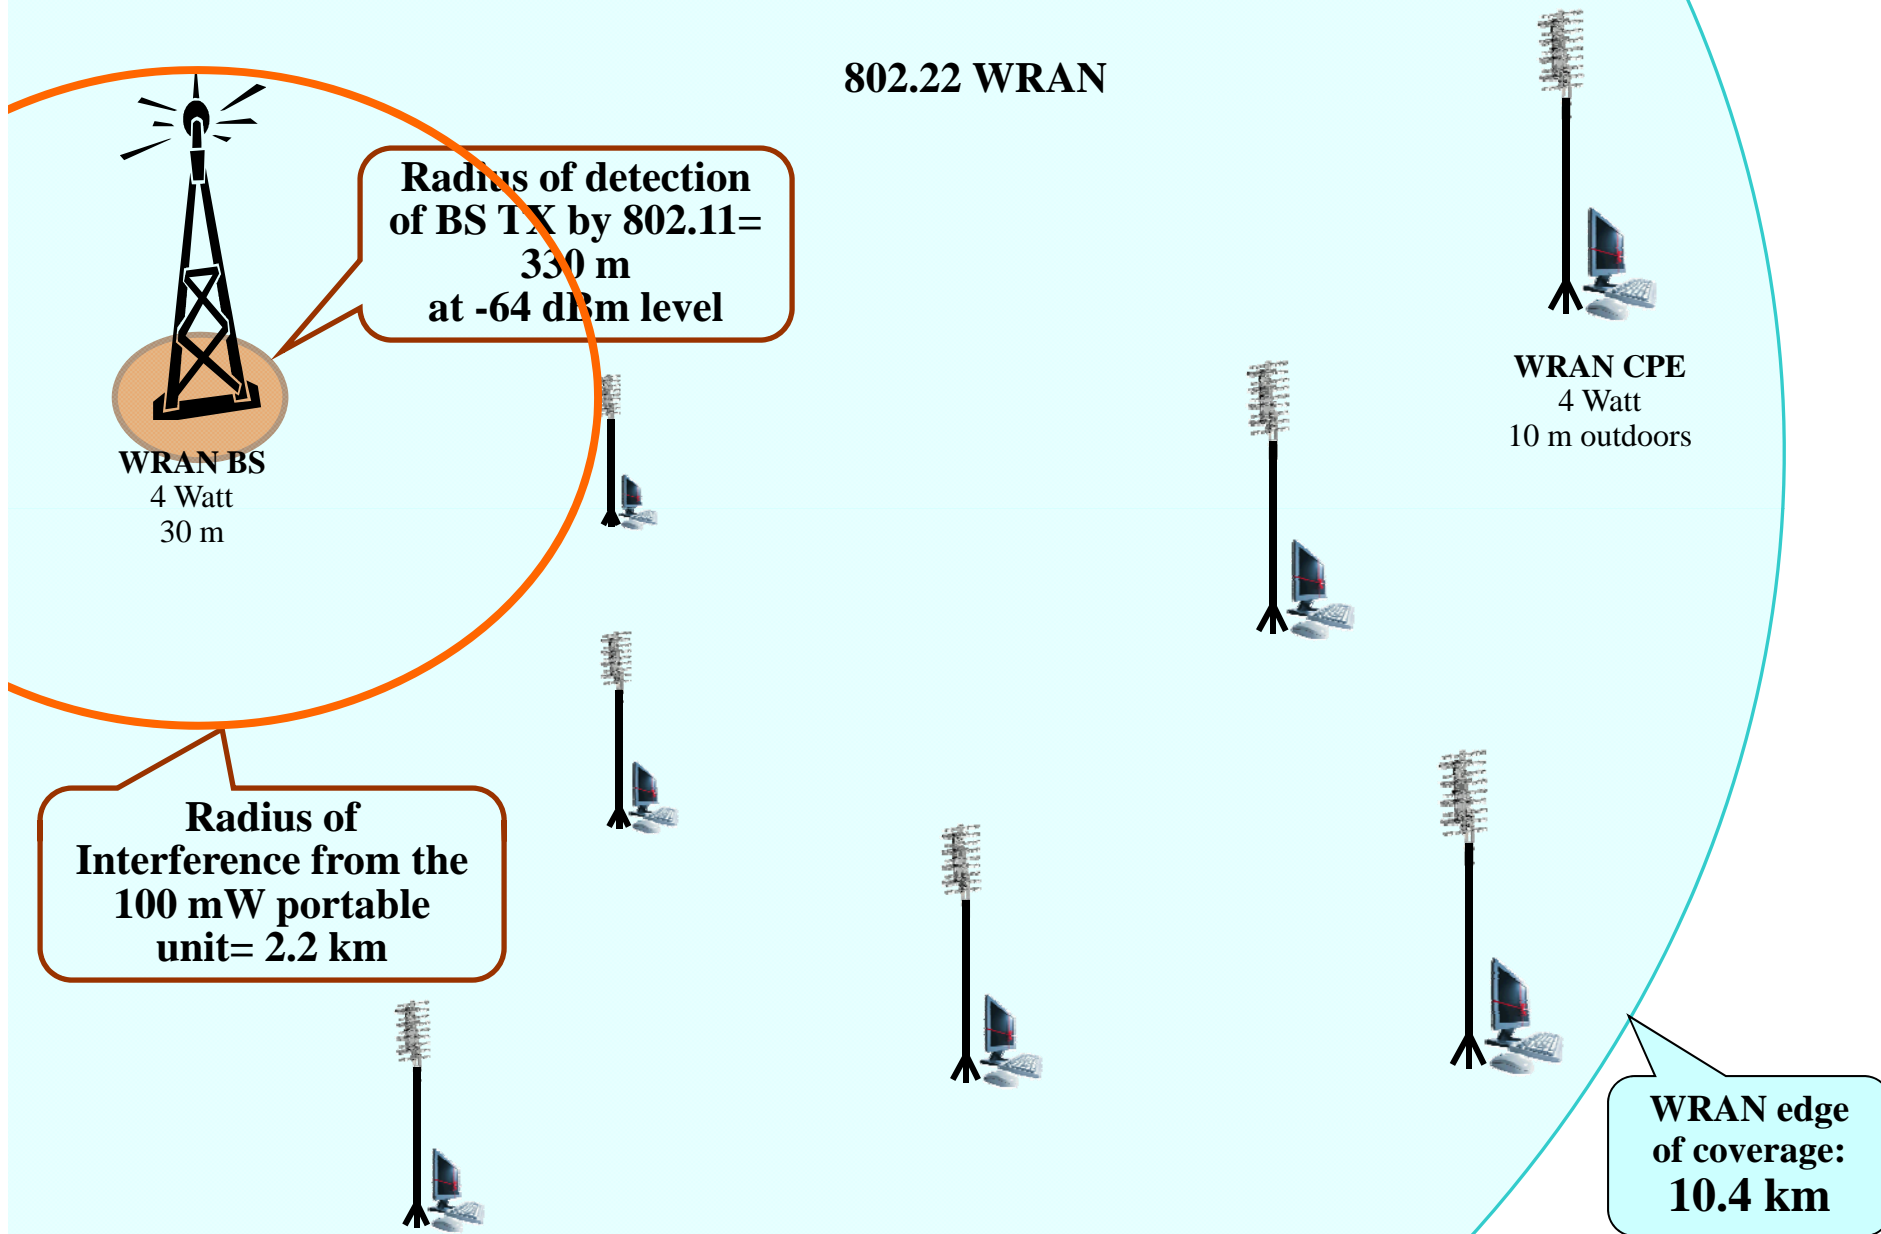 802.22 WRAN
Radius of detection
of BS TX by 802.11=
330 m
at -64 dBm level
WRAN BS
4 Watt
30 m
WRAN CPE
4 Watt
10 m outdoors
Radius of
Interference from the
100 mW portable
unit= 2.2 km
WRAN edge
of coverage:
10.4 km